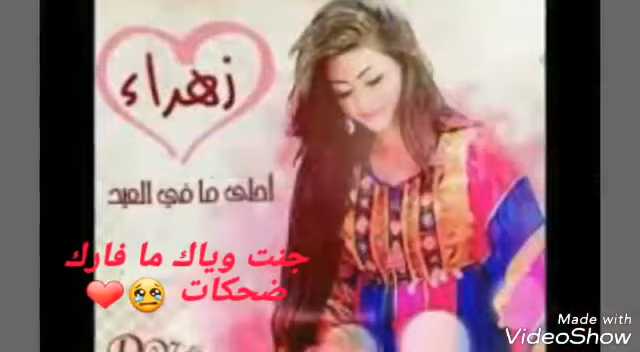 زهراء
احلى ما في العيد
جنت وياك ما فارك
ضحكات 😢❤
Made with
VideoShow